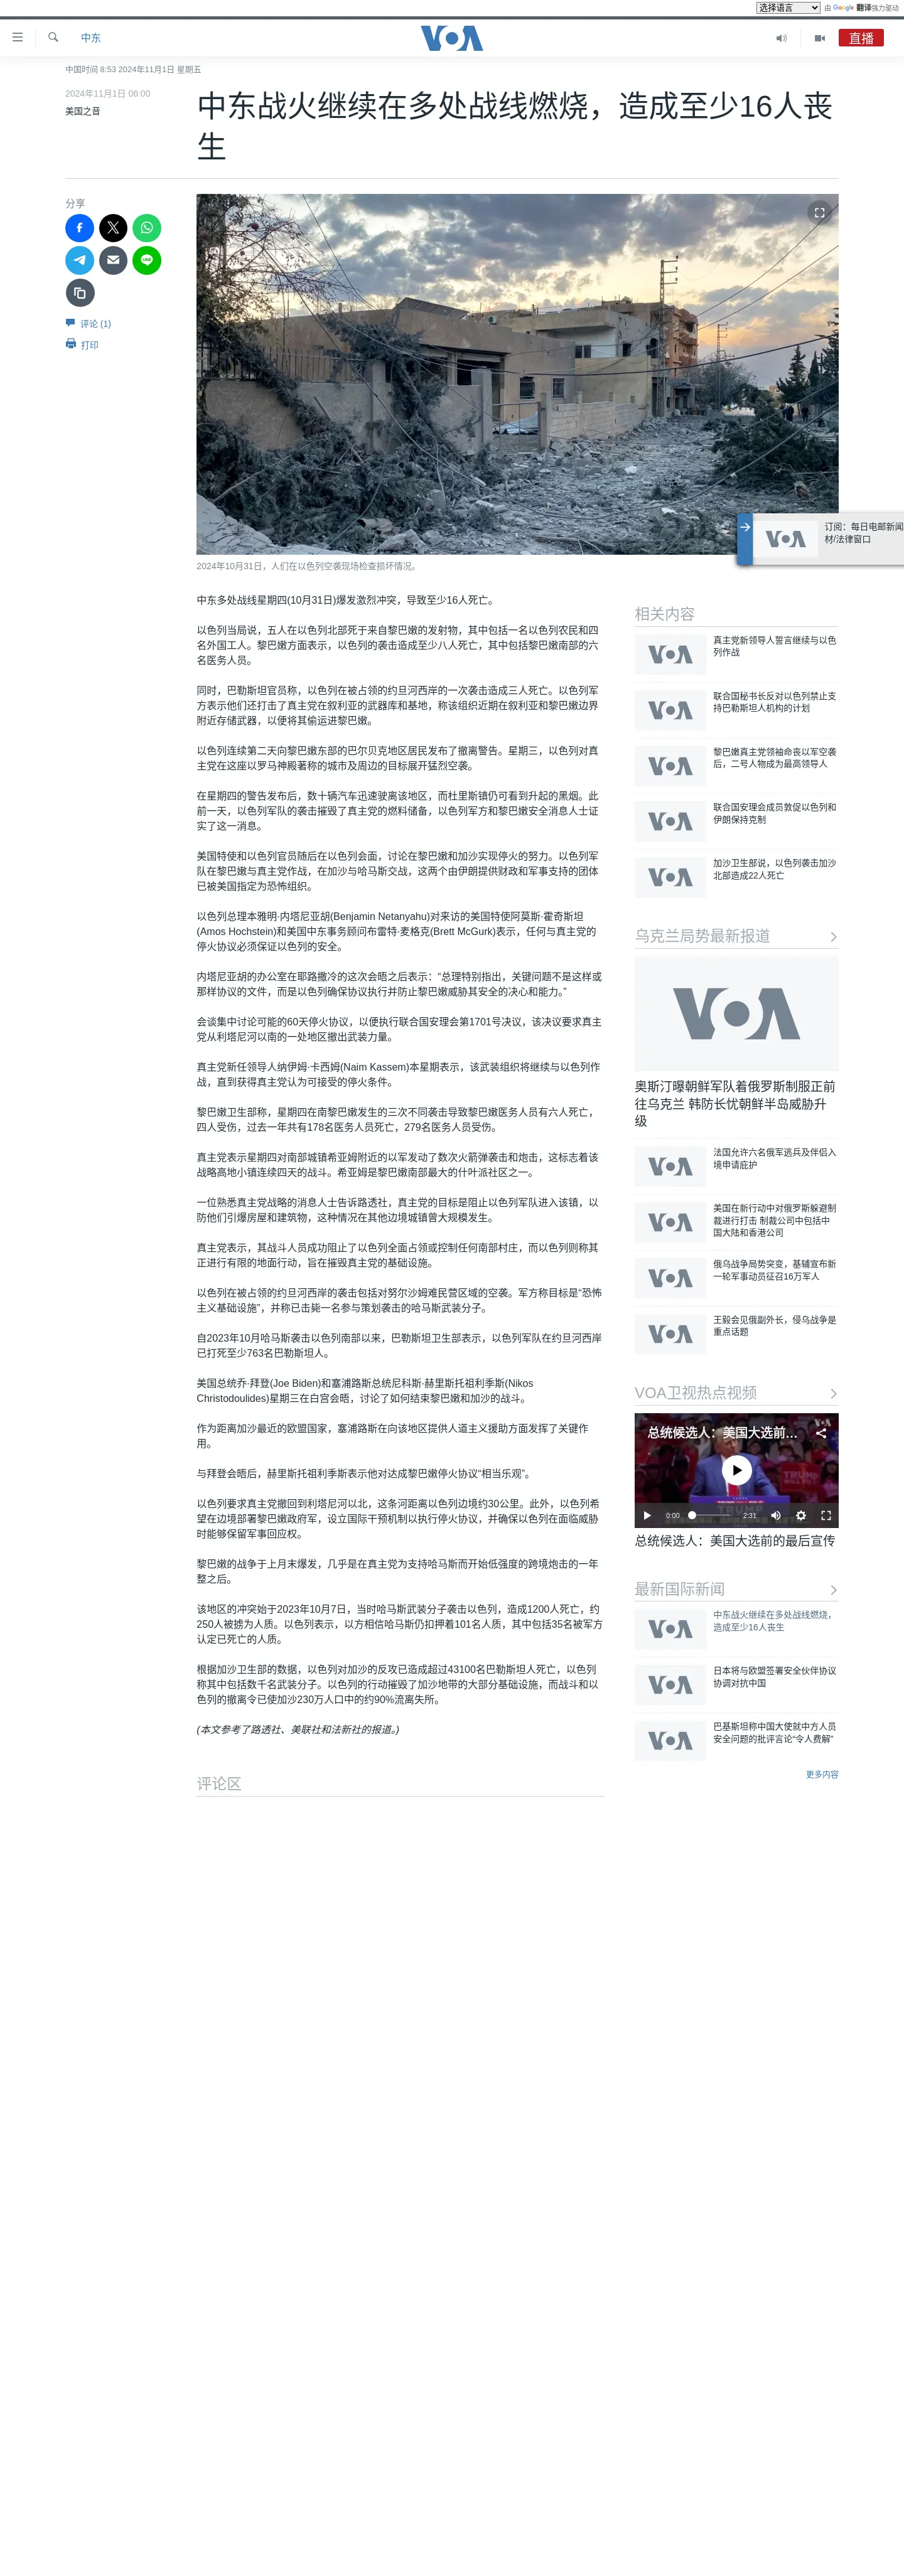 选择语言 由 Google 翻译强力驱动
中东
VOA
直播
中国时间 8:53 2024年11月1日 星期五
2024年11月1日 06:00
美国之音
中东战火继续在多处战线燃烧，造成至少16人丧
生
分享
评论 (1)
打印
2024年10月31日，人们在以色列空袭现场检查损坏情况。
订阅：每日电邮新闻
材/法律窗口
中东多处战线星期四(10月31日)爆发激烈冲突，导致至少16人死亡。
以色列当局说，五人在以色列北部死于来自黎巴嫩的发射物，其中包括一名以色列农民和四
名外国工人。黎巴嫩方面表示，以色列的袭击造成至少八人死亡，其中包括黎巴嫩南部的六
名医务人员。
同时，巴勒斯坦官员称，以色列在被占领的约旦河西岸的一次袭击造成三人死亡。以色列军
方表示他们还打击了真主党在叙利亚的武器库和基地，称该组织近期在叙利亚和黎巴嫩边界
附近存储武器，以便将其偷运进黎巴嫩。
以色列连续第二天向黎巴嫩东部的巴尔贝克地区居民发布了撤离警告。星期三，以色列对真
主党在这座以罗马神殿著称的城市及周边的目标展开猛烈空袭。
在星期四的警告发布后，数十辆汽车迅速驶离该地区，而杜里斯镇仍可看到升起的黑烟。此
前一天，以色列军队的袭击摧毁了真主党的燃料储备，以色列军方和黎巴嫩安全消息人士证
实了这一消息。
美国特使和以色列官员随后在以色列会面，讨论在黎巴嫩和加沙实现停火的努力。以色列军
队在黎巴嫩与真主党作战，在加沙与哈马斯交战，这两个由伊朗提供财政和军事支持的团体
已被美国指定为恐怖组织。
以色列总理本雅明·内塔尼亚胡(Benjamin Netanyahu)对来访的美国特使阿莫斯·霍奇斯坦
(Amos Hochstein)和美国中东事务顾问布雷特·麦格克(Brett McGurk)表示，任何与真主党的
停火协议必须保证以色列的安全。
内塔尼亚胡的办公室在耶路撒冷的这次会晤之后表示：“总理特别指出，关键问题不是这样或
那样协议的文件，而是以色列确保协议执行并防止黎巴嫩威胁其安全的决心和能力。”
会谈集中讨论可能的60天停火协议，以便执行联合国安理会第1701号决议，该决议要求真主
党从利塔尼河以南的一处地区撤出武装力量。
真主党新任领导人纳伊姆·卡西姆(Naim Kassem)本星期表示，该武装组织将继续与以色列作
战，直到获得真主党认为可接受的停火条件。
黎巴嫩卫生部称，星期四在南黎巴嫩发生的三次不同袭击导致黎巴嫩医务人员有六人死亡，
四人受伤，过去一年共有178名医务人员死亡，279名医务人员受伤。
真主党表示星期四对南部城镇希亚姆附近的以军发动了数次火箭弹袭击和炮击，这标志着该
战略高地小镇连续四天的战斗。希亚姆是黎巴嫩南部最大的什叶派社区之一。
一位熟悉真主党战略的消息人士告诉路透社，真主党的目标是阻止以色列军队进入该镇，以
防他们引爆房屋和建筑物，这种情况在其他边境城镇曾大规模发生。
真主党表示，其战斗人员成功阻止了以色列全面占领或控制任何南部村庄，而以色列则称其
正进行有限的地面行动，旨在摧毁真主党的基础设施。
以色列在被占领的约旦河西岸的袭击包括对努尔沙姆难民营区域的空袭。军方称目标是“恐怖
主义基础设施”，并称已击毙一名参与策划袭击的哈马斯武装分子。
自2023年10月哈马斯袭击以色列南部以来，巴勒斯坦卫生部表示，以色列军队在约旦河西岸
已打死至少763名巴勒斯坦人。
美国总统乔·拜登(Joe Biden)和塞浦路斯总统尼科斯·赫里斯托祖利季斯(Nikos
Christodoulides)星期三在白宫会晤，讨论了如何结束黎巴嫩和加沙的战斗。
作为距离加沙最近的欧盟国家，塞浦路斯在向该地区提供人道主义援助方面发挥了关键作
用。
与拜登会晤后，赫里斯托祖利季斯表示他对达成黎巴嫩停火协议“相当乐观”。
以色列要求真主党撤回到利塔尼河以北，这条河距离以色列边境约30公里。此外，以色列希
望在边境部署黎巴嫩政府军，设立国际干预机制以执行停火协议，并确保以色列在面临威胁
时能够保留军事回应权。
黎巴嫩的战争于上月末爆发，几乎是在真主党为支持哈马斯而开始低强度的跨境炮击的一年
整之后。
该地区的冲突始于2023年10月7日，当时哈马斯武装分子袭击以色列，造成1200人死亡，约
250人被掳为人质。以色列表示，以方相信哈马斯仍扣押着101名人质，其中包括35名被军方
认定已死亡的人质。
根据加沙卫生部的数据，以色列对加沙的反攻已造成超过43100名巴勒斯坦人死亡，以色列
称其中包括数千名武装分子。以色列的行动摧毁了加沙地带的大部分基础设施，而战斗和以
色列的撤离令已使加沙230万人口中的约90%流离失所。
(本文参考了路透社、美联社和法新社的报道。)
评论区
相关内容
VOA
真主党新领导人誓言继续与以色
列作战
VOA
联合国秘书长反对以色列禁止支
持巴勒斯坦人机构的计划
VOA
黎巴嫩真主党领袖命丧以军空袭
后，二号人物成为最高领导人
VOA
联合国安理会成员敦促以色列和
伊朗保持克制
VOA
加沙卫生部说，以色列袭击加沙
北部造成22人死亡
乌克兰局势最新报道
VOA
奥斯汀曝朝鲜军队着俄罗斯制服正前
往乌克兰 韩防长忧朝鲜半岛威胁升
级
VOA
法国允许六名俄军逃兵及伴侣入
境申请庇护
VOA
美国在新行动中对俄罗斯躲避制
裁进行打击 制裁公司中包括中
国大陆和香港公司
VOA
俄乌战争局势突变，基辅宣布新
一轮军事动员征召16万军人
VOA
王毅会见俄副外长，侵乌战争是
重点话题
VOA卫视热点视频
总统候选人：美国大选前...
TRUMP
0:00 2:31
总统候选人：美国大选前的最后宣传
最新国际新闻
VOA
中东战火继续在多处战线燃烧，
造成至少16人丧生
VOA
日本将与欧盟签署安全伙伴协议
协调对抗中国
VOA
巴基斯坦称中国大使就中方人员
安全问题的批评言论“令人费解”
更多内容